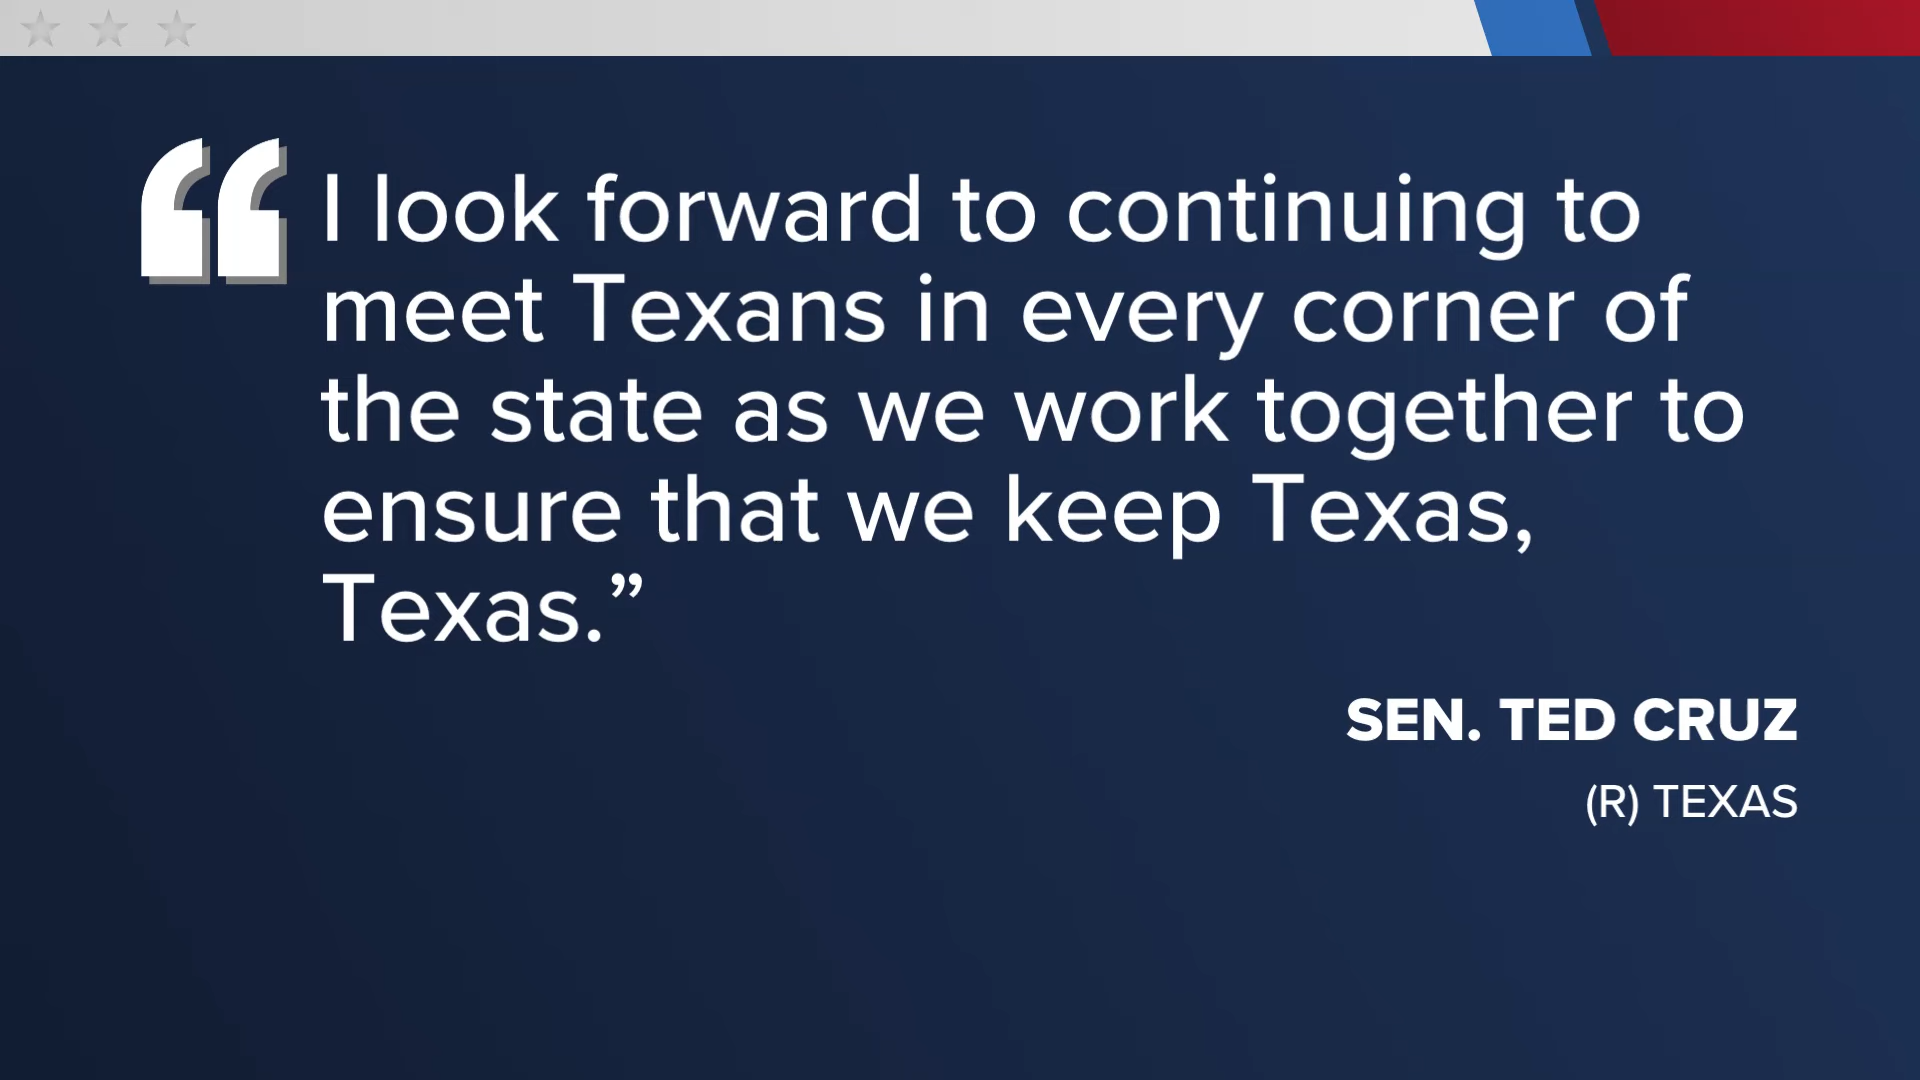 “I look forward to continuing to
meet Texans in every corner of
the state as we work together to
ensure that we keep Texas,
Texas.”
SEN. TED CRUZ
(R) TEXAS